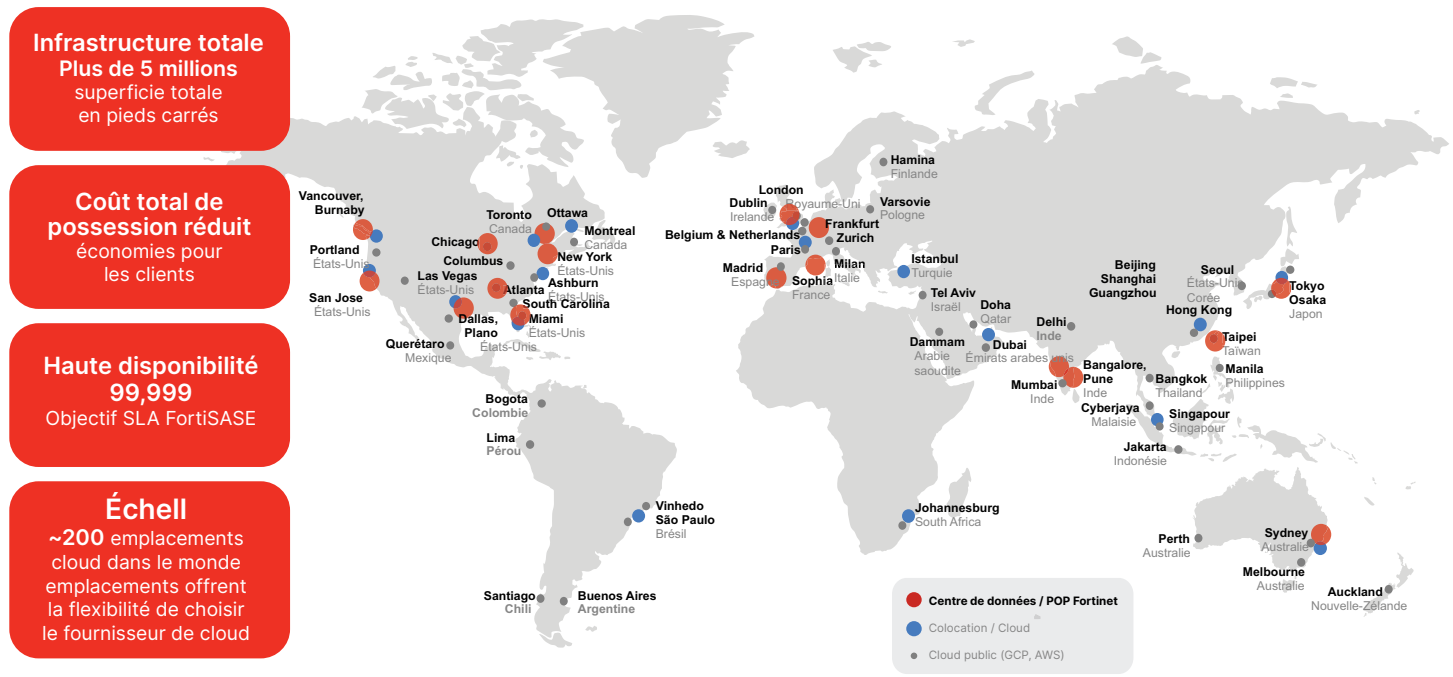 Infrastructure totale
Plus de 5 millions
superficie totale
en pieds carrés
Coût total de
possession réduit
économies pour
les clients
Haute disponibilité
99,999
Objectif SLA FortiSASE
Échell
~200 emplacements
cloud dans le monde
emplacements offrent
la flexibilité de choisir
le fournisseur de cloud
Vancouver,
Burnaby
Portland
États-Unis
San Jose
États-Unis
Las Vegas
États-Unis
Chicago
Columbus
Toronto
Canada
Ottawa
Montreal
Canada
New York
États-Unis
Ashburn
États-Unis
Atlanta
South Carolina
Miami
États-Unis
Dallas,
Plano
États-Unis
Querétaro
Mexique
Bogota
Colombie
Lima
Pérou
Vinhedo
São Paulo
Brésil
Santiago
Chili
Buenos Aires
Argentine
Hamina
Finlande
London
Royaume-Uni
Dublin
Irelande
Varsovie
Pologne
Belgium & Netherlands
Frankfurt
Zurich
Paris
Milan
Italie
Madrid
Espagne
Sophia
France
Istanbul
Turquie
Tel Aviv
Israël
Doha
Qatar
Dammam
Arabie
saoudite
Dubai
Émirats arabes unis
Delhi
Inde
Mumbai
Inde
Bangalore,
Pune
Inde
Beijing
Shanghai
Guangzhou
Seoul
États-Unis
Corée
Hong Kong
Tokyo
Osaka
Japon
Taipei
Taïwan
Manila
Philippines
Bangkok
Thailand
Cyberjaya
Malaisie
Singapour
Singapour
Jakarta
Indonésie
Johannesburg
South Africa
Perth
Australie
Sydney
Australie
Melbourne
Australie
Auckland
Nouvelle-Zélande
Centre de données / POP Fortinet
Colocation / Cloud
Cloud public (GCP, AWS)